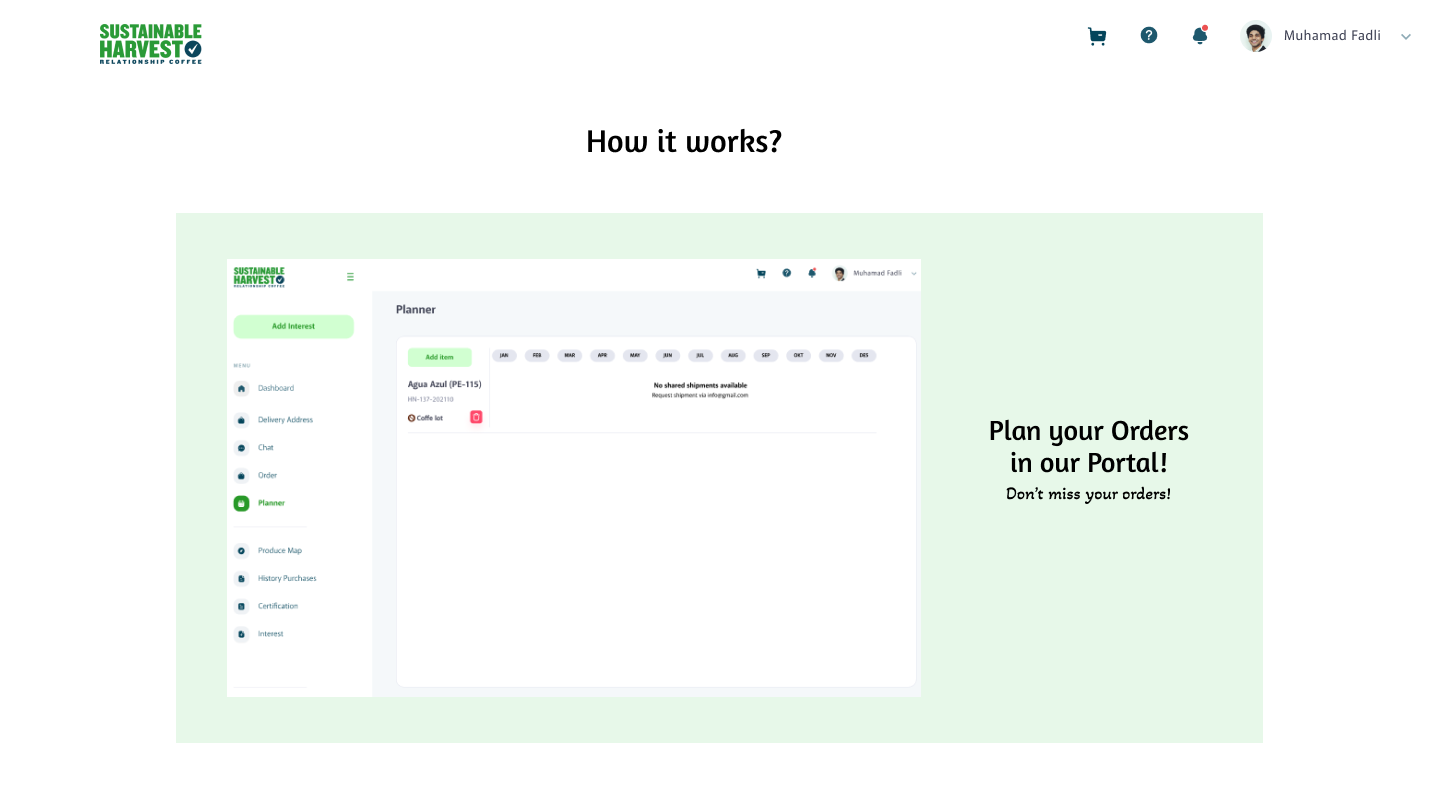 SUSTAINABLE
HARVEST
RELATIONSHIP COFFEE
Muhamad Fadli
How it works?
SUSTAINABLE
HARVEST
RELATIONSHIP COFFEE
Muhamad Fadli
Add Interest
MENU
Dashboard
Delivery Address
Chat
Order
Planner
Produce Map
History Purchases
Certification
Interest
Planner
Add item
JAN FEB MAR APR MAY JUN JUL AUG SEP OKT NOV DES
Agua Azul (PE-115)
HN-137-202110
Coffe lot
No shared shipments available
Request shipment via info@gmail.com
Plan your Orders
in our Portal!
Don't miss your orders!